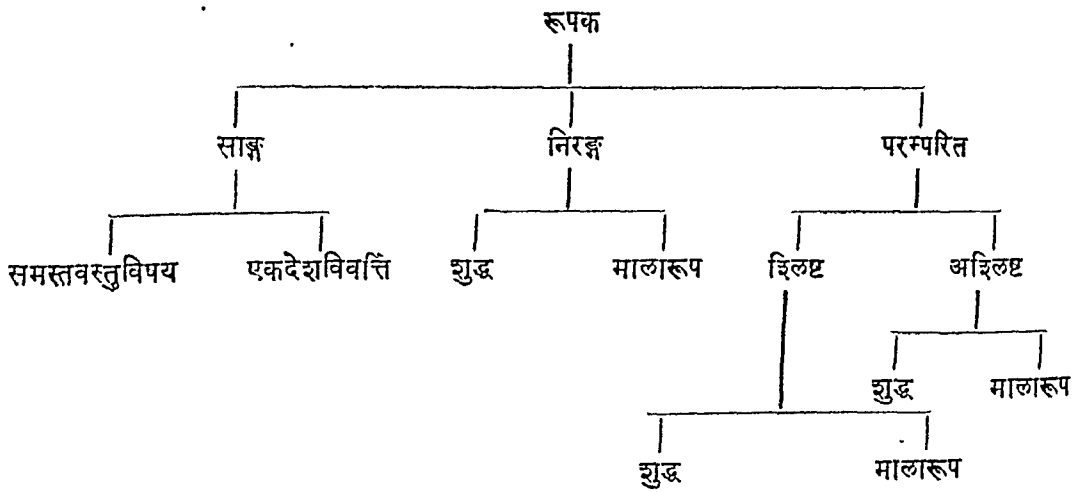 रूपक
साङ्ग निरङ्ग परम्परित
समस्तवस्तुविषय एकदेशविवर्त्ति शुद्ध मालारूप श्लिष्ट अश्लिष्ट
शुद्ध मालारूप
शुद्ध मालारूप